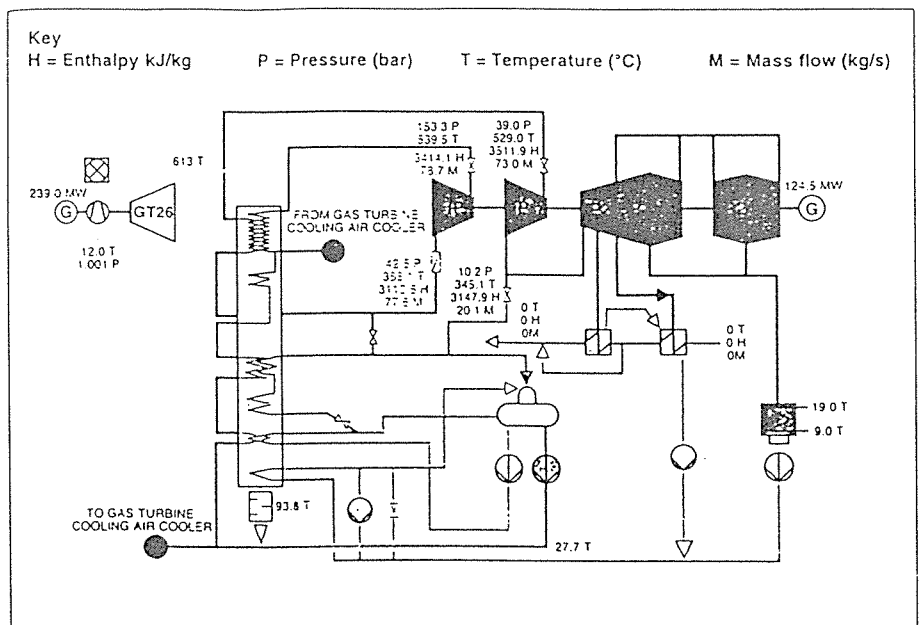 Key
H = Enthalpy kJ/kg P = Pressure (bar) T = Temperature (°C) M = Mass flow (kg/s)
153.3 P
539.5 T
3414.1 H
39.0 P
529.0 T
3511.9 H
73.0 M
613 T
239.0 MW
G
GT26
12.0 T
1.001 P
FROM GAS TURBINE
COOLING AIR COOLER
124.5 MW
G
10.2 P
345.1 T
3147.9 H
20.1 M
0 T
0 H
0M
0 T
0 H
0M
19.0 T
9.0 T
93.8 T
TO GAS TURBINE
COOLING AIR COOLER
27.7 T